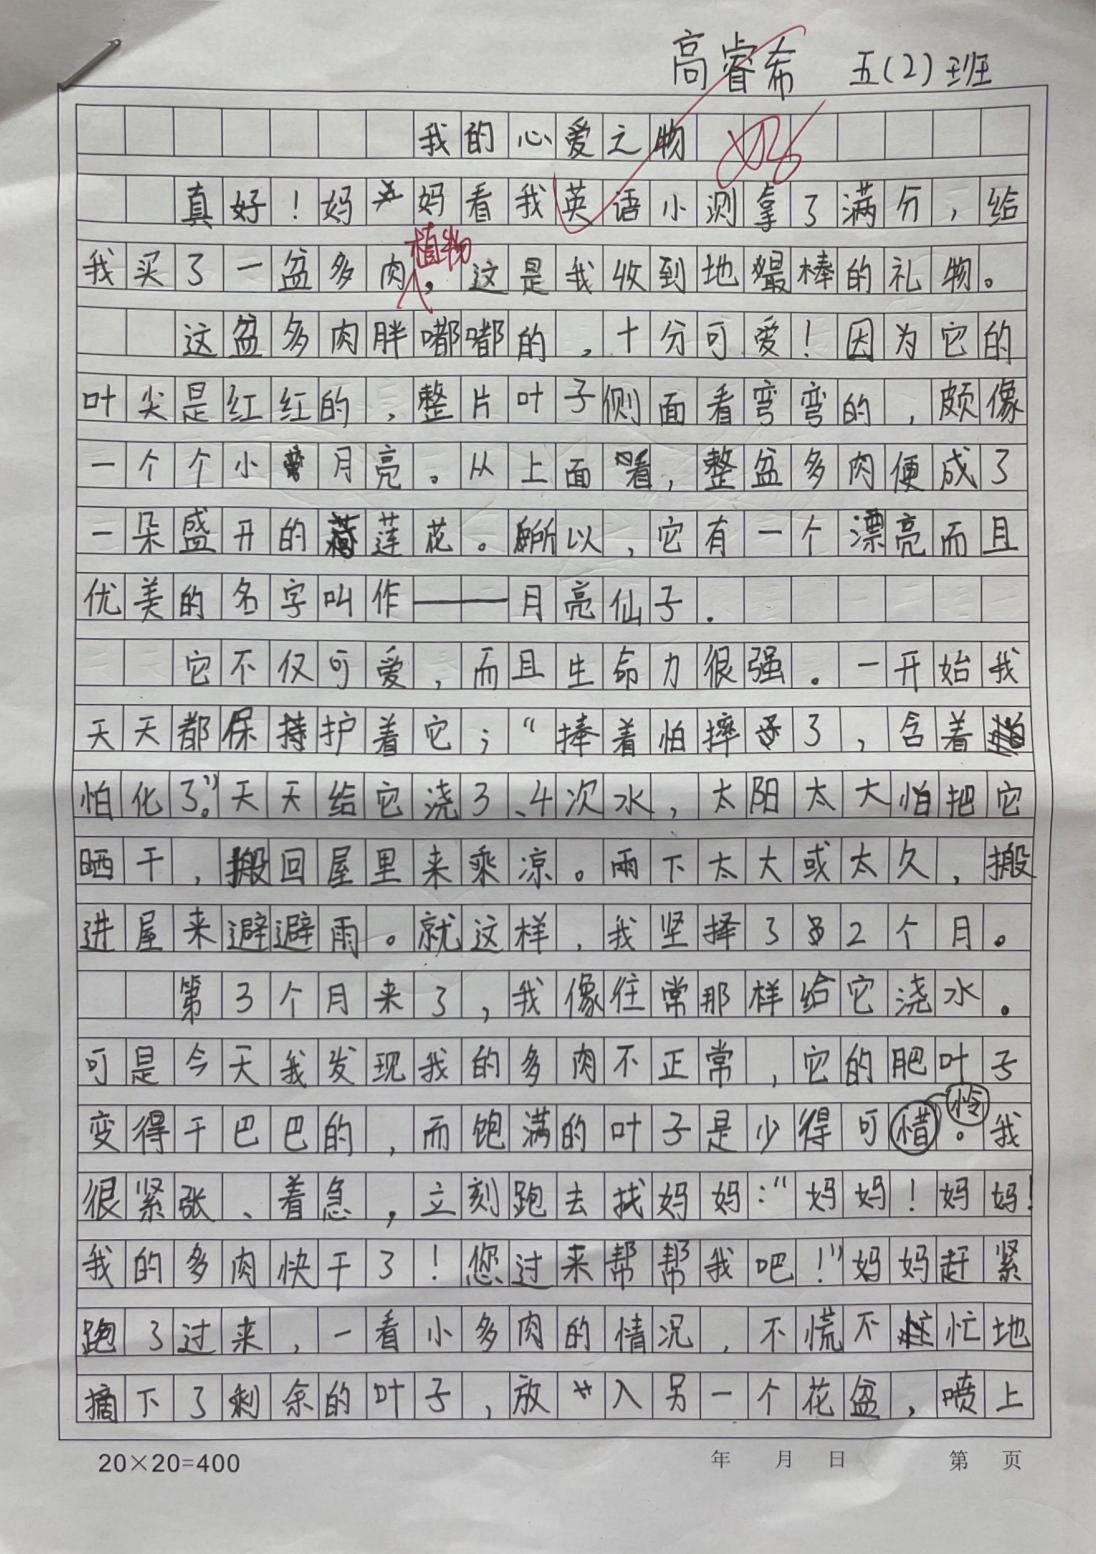 高睿希 五(2)班
我的心爱之物
真好！妈妈看我英语小测拿了满分，给
我买了一盆多肉植物，这是我收到地最棒的礼物。
这盆多肉胖嘟嘟的，十分可爱！因为它的
叶尖是红红的，整片叶子侧面看弯弯的，颇像
一个个小月亮。从上面看，整盆多肉便成了
一朵盛开的莲花。所以，它有一个漂亮而且
优美的名字叫作——月亮仙子.
它不仅可爱，而且生命力很强。一开始我
天天都保持护着它；“捧着怕摔了，含着
怕化了”。天天给它浇3、4次水，太阳太大怕把它
晒干，搬回屋里来乘凉。雨下太大或太久，搬
进屋来避避雨。就这样，我坚择了2个月。
第3个月来了，我像往常那样给它浇水。
可是今天我发现我的多肉不正常，它的肥叶子
变得干巴巴的，而饱满的叶子是少得可惜怜。我
很紧张、着急，立刻跑去找妈妈：“妈妈！妈妈！
我的多肉快干了！您过来帮帮我吧！”妈妈赶紧
跑了过来，一看小多肉的情况，不慌不忙地
摘下了剩余的叶子，放入另一个花盆，喷上
20×20=400 年 月 日 第 页